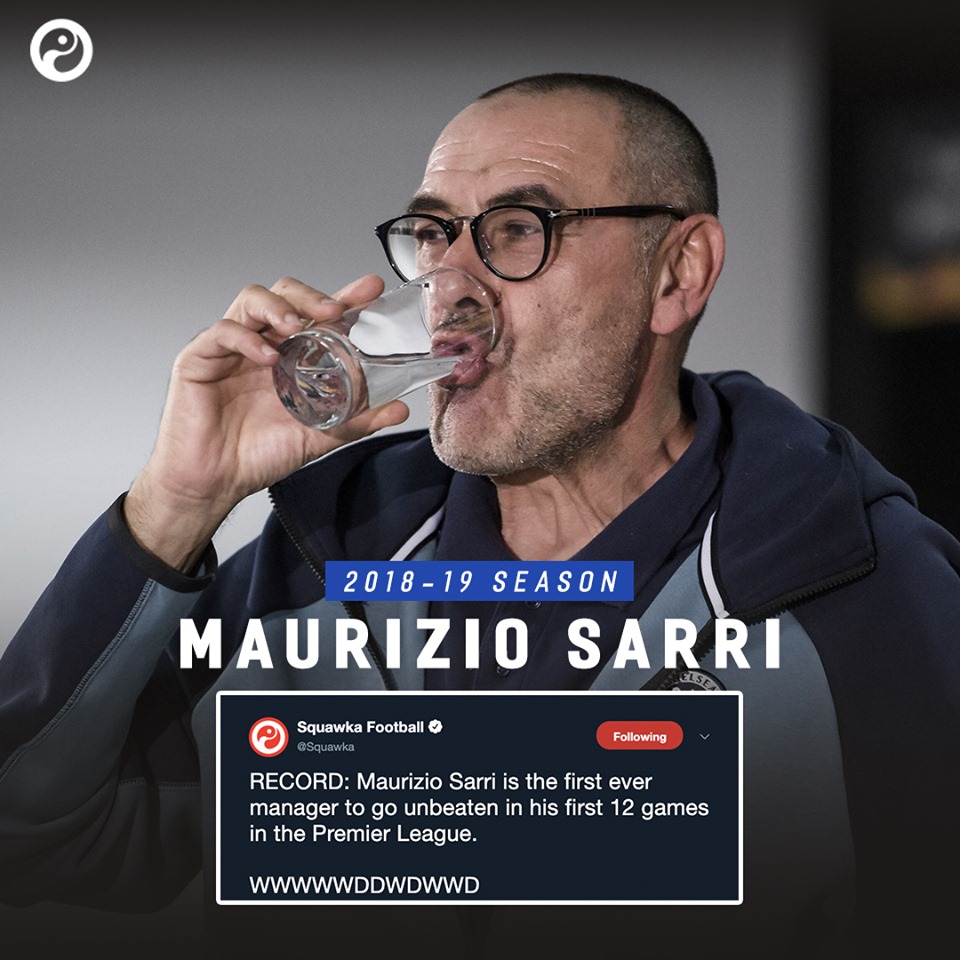 2018-19 SEASON
MAURIZIO SARRI
Squawka Football
@Squawka
Following
RECORD: Maurizio Sarri is the first ever
manager to go unbeaten in his first 12 games
in the Premier League.
WWWWWDDWDWWD